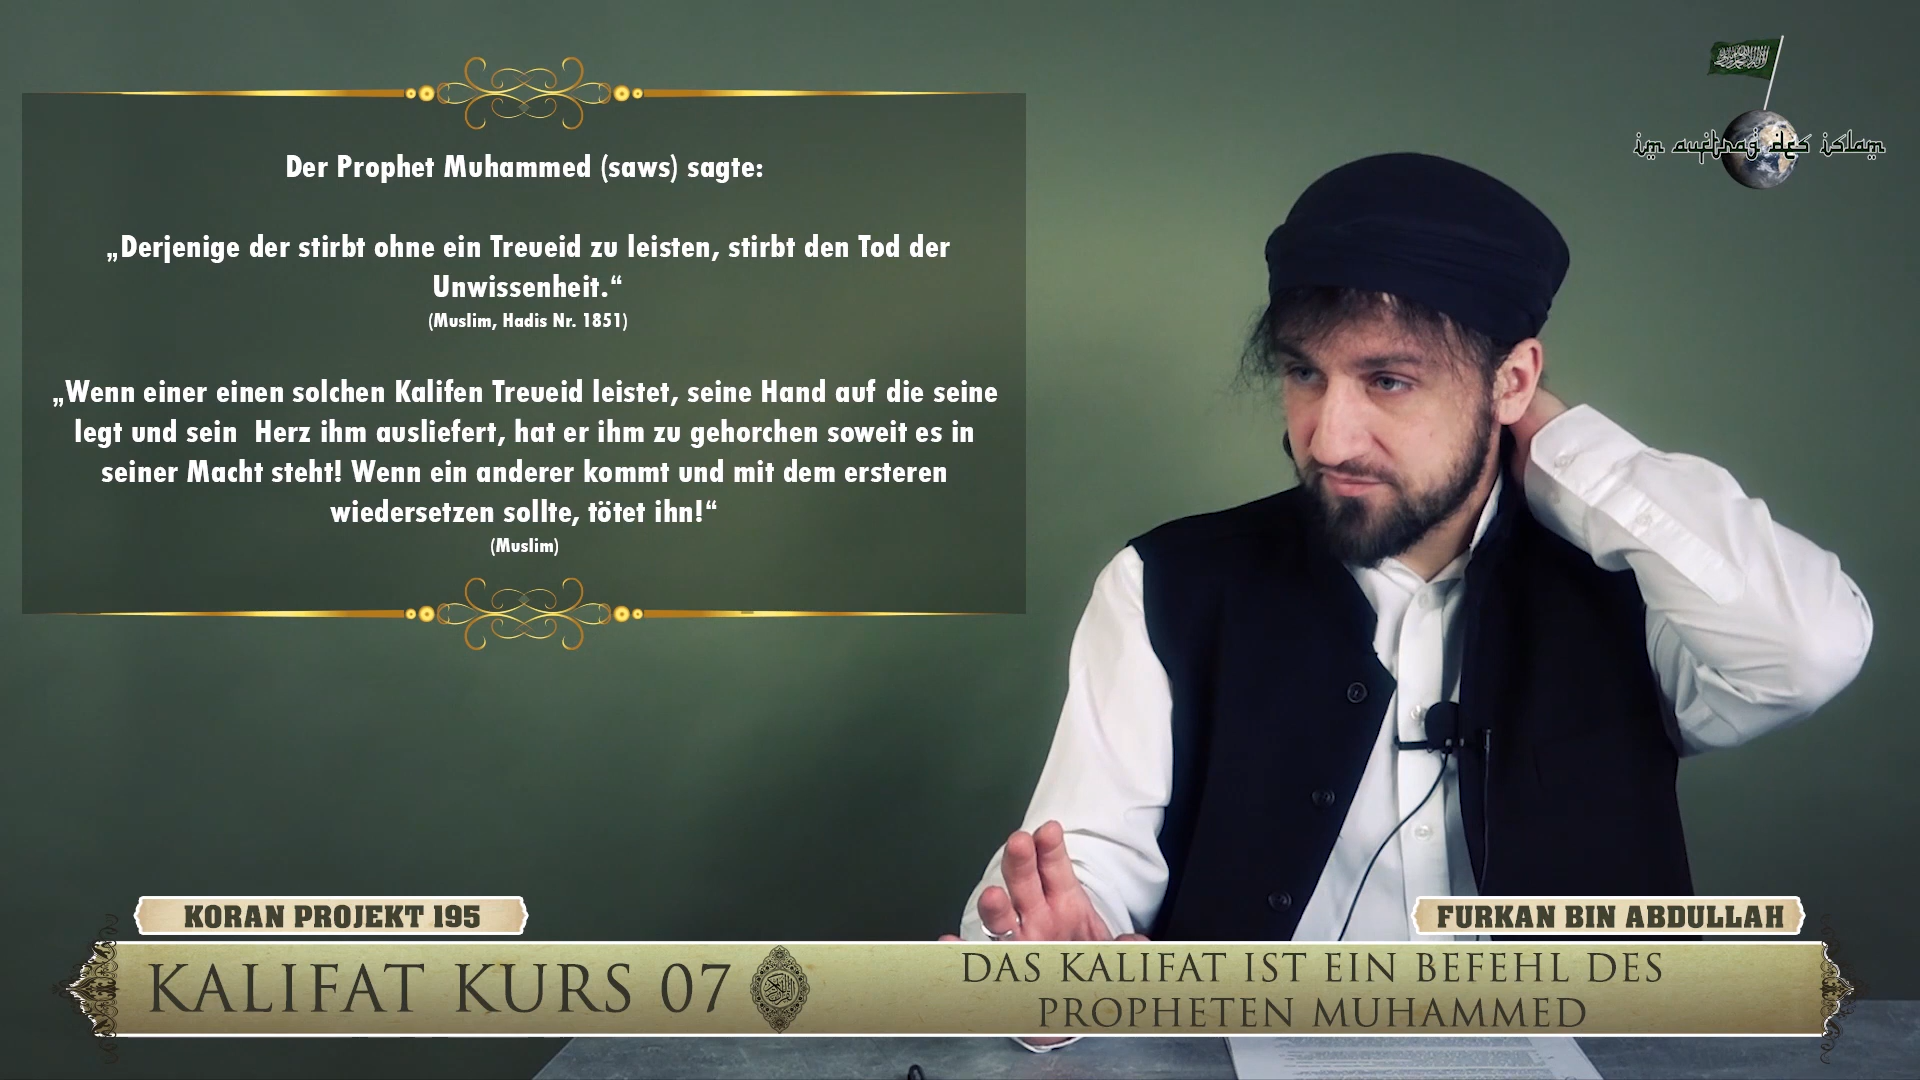 Der Prophet Muhammed (saws) sagte:
„Derjenige der stirbt ohne ein Treueid zu leisten, stirbt den Tod der
Unwissenheit.“
(Muslim, Hadis Nr. 1851)
„Wenn einer einen solchen Kalifen Treueid leistet, seine Hand auf die seine
legt und sein Herz ihm ausliefert, hat er ihm zu gehorchen soweit es in
seiner Macht steht! Wenn ein anderer kommt und mit dem ersteren
wiedersetzen sollte, tötet ihn!“
(Muslim)
im auftrag des islam
KORAN PROJEKT 195
FURKAN BIN ABDULLAH
KALIFAT KURS 07
DAS KALIFAT IST EIN BEFEHL DES
PROPHETEN MUHAMMED